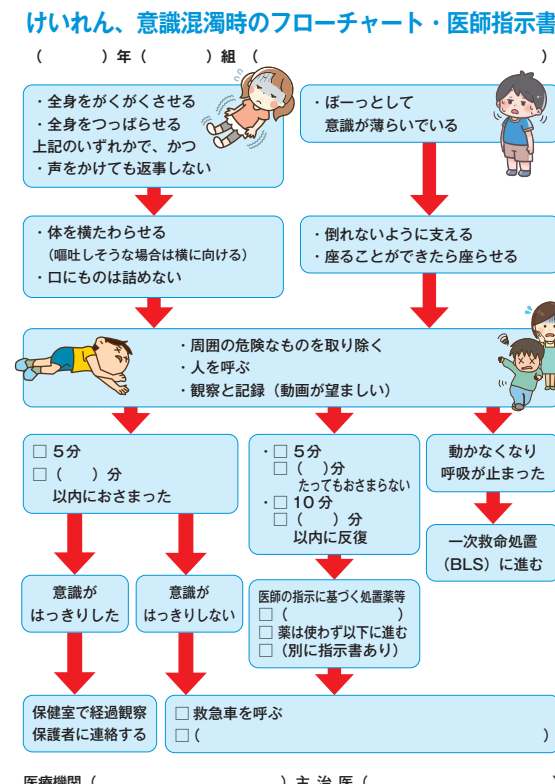 けいれん、意識混濁時のフローチャート・医師指示書
（　　　）年（　　　）組（　　　　　　　　　　　　　　　）
・全身をがくがくさせる
・全身をつっぱらせる
上記のいずれかで、かつ
・声をかけても返事しない
・ぼーっとして
意識が薄らいでいる
・体を横たわらせる
（嘔吐しそうな場合は横に向ける）
・口にものは詰めない
・倒れないように支える
・座ることができたら座らせる
・周囲の危険なものを取り除く
・人を呼ぶ
・観察と記録（動画が望ましい）
□ 5分
□（　　）分
以内におさまった
・□ 5分
□（　）分
たってもおさまらない
・□ 10分
□（　　）分
以内に反復
動かなくなり
呼吸が止まった
一次救命処置
（BLS）に進む
意識が
はっきりした
意識が
はっきりしない
医師の指示に基づく処置薬等
□（　　　　　　　　）
□ 薬は使わず以下に進む
□（別に指示書あり）
保健室で経過観察
保護者に連絡する
□ 救急車を呼ぶ
□（　　　　　　　　　　　　　　　　　　　　）
医療機関（　　　　　　　　　　）主 治 医（　　　　　　　　　　）